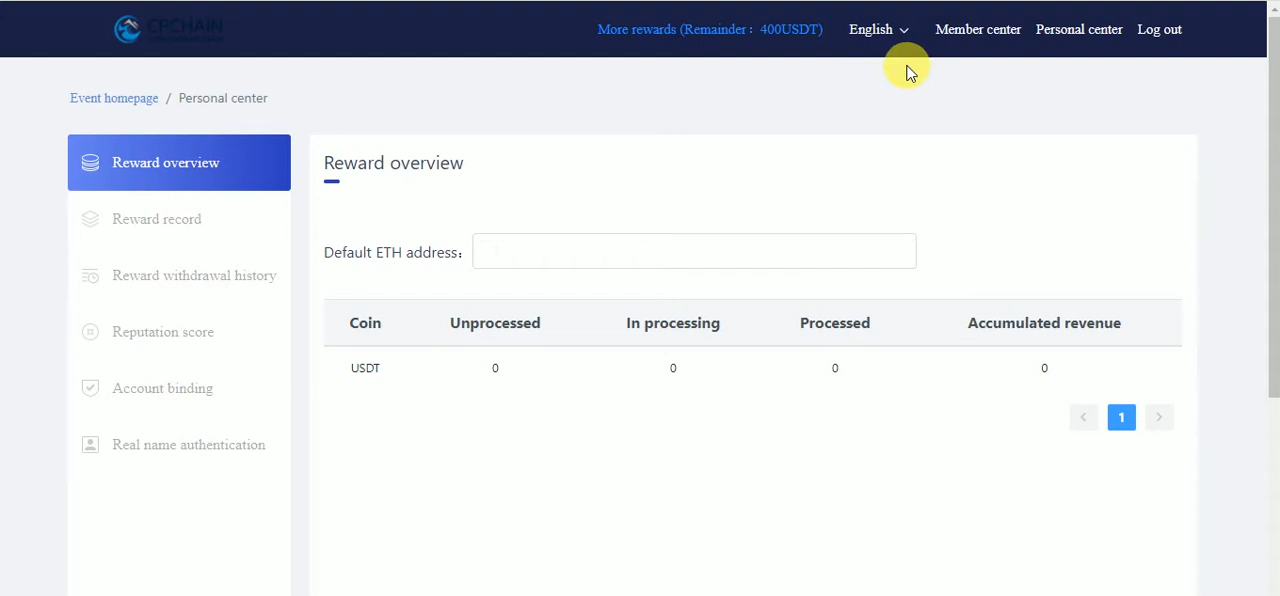 CPCHAIN
More rewards (Remainder： 400USDT) English Member center Personal center Log out
Event homepage / Personal center
Reward overview
Reward record
Reward withdrawal history
Reputation score
Account binding
Real name authentication
Reward overview
Default ETH address：
Coin Unprocessed In processing Processed Accumulated revenue
USDT 0 0 0 0
1